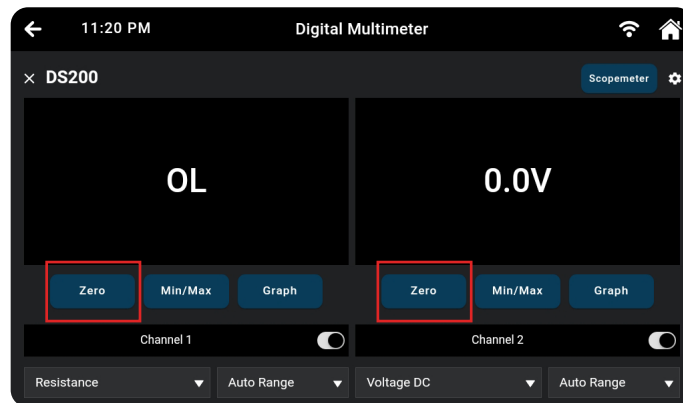 11:20 PM Digital Multimeter
× DS200 Scopemeter
OL 0.0V
Zero Min/Max Graph Zero Min/Max Graph
Channel 1 Channel 2
Resistance Auto Range Voltage DC Auto Range